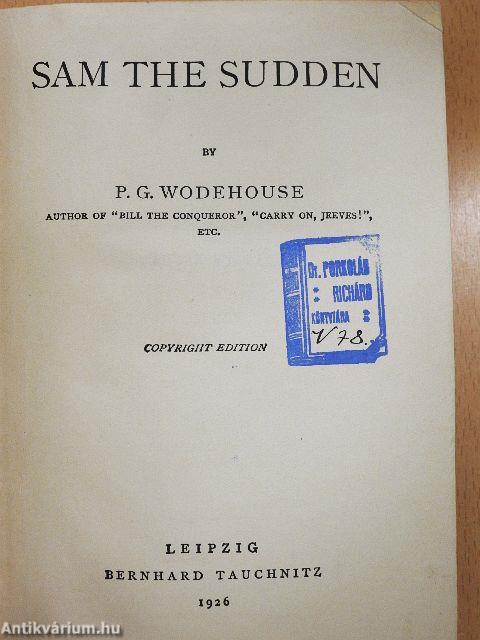 SAM THE SUDDEN
BY
P. G. WODEHOUSE
AUTHOR OF "BILL THE CONQUEROR", "CARRY ON, JEEVES!",
ETC.
Dr. PORKOLÁB
: RICHÁRD
KÖNYVTÁRA :
V 78.
COPYRIGHT EDITION
LEIPZIG
BERNHARD TAUCHNITZ
1926
Antikvárium.hu